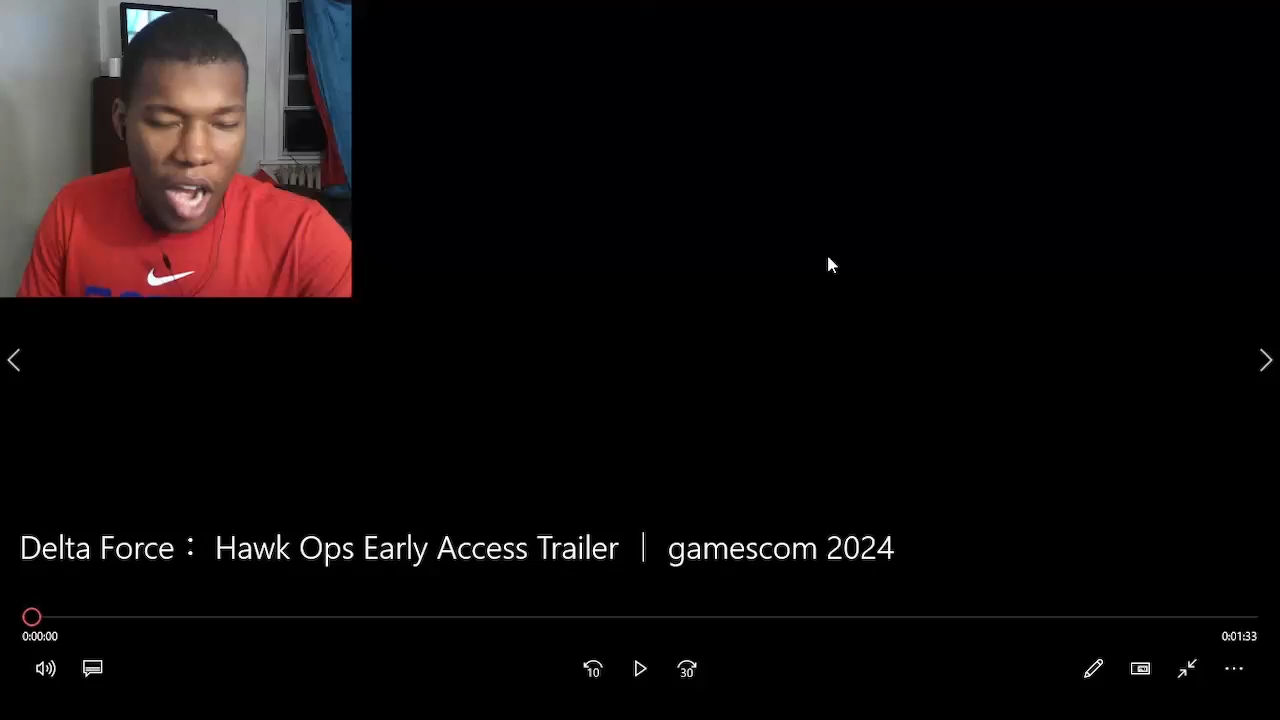 Delta Force： Hawk Ops Early Access Trailer ｜ gamescom 2024
0:00:00
0:01:33
10
30